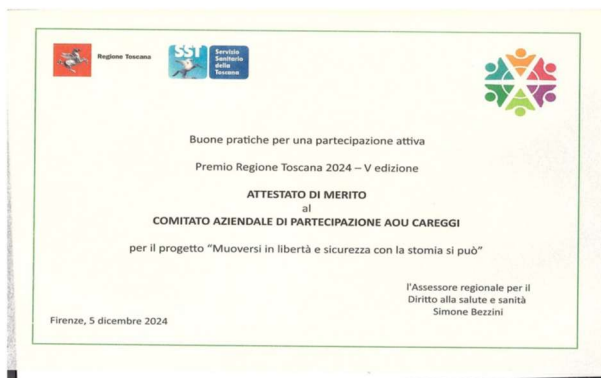 Regione Toscana
SST
Servizio
Sanitario
della
Toscana
Buone pratiche per una partecipazione attiva
Premio Regione Toscana 2024 – V edizione
ATTESTATO DI MERITO
al
COMITATO AZIENDALE DI PARTECIPAZIONE AOU CAREGGI
per il progetto “Muoversi in libertà e sicurezza con la stomia si può”
l'Assessore regionale per il
Diritto alla salute e sanità
Simone Bezzini
Firenze, 5 dicembre 2024